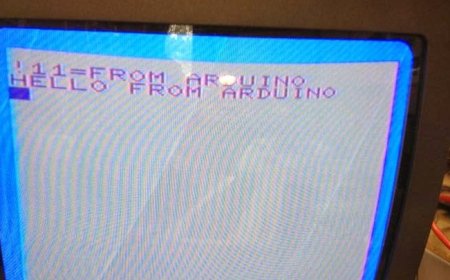 !11=FROM ARDUINO
HELLO FROM ARDUINO